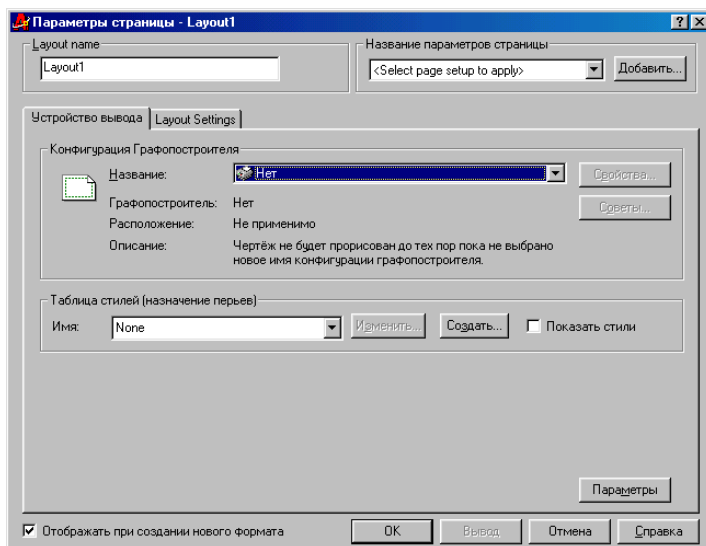 Параметры страницы - Layout1
Layout name
Название параметров страницы
Layout1
<Select page setup to apply>
Добавить...
Устройство вывода
Layout Settings
Конфигурация Графопостроителя
Название:
Нет
Свойства...
Графопостроитель:
Нет
Советы...
Расположение:
Не применимо
Описание:
Чертёж не будет прорисован до тех пор пока не выбрано
новое имя конфигурации графопостроителя.
Таблица стилей (назначение перьев)
Имя:
None
Изменить...
Создать...
Показать стили
Параметры
Отображать при создании нового формата
OK
Вывод
Отмена
Справка